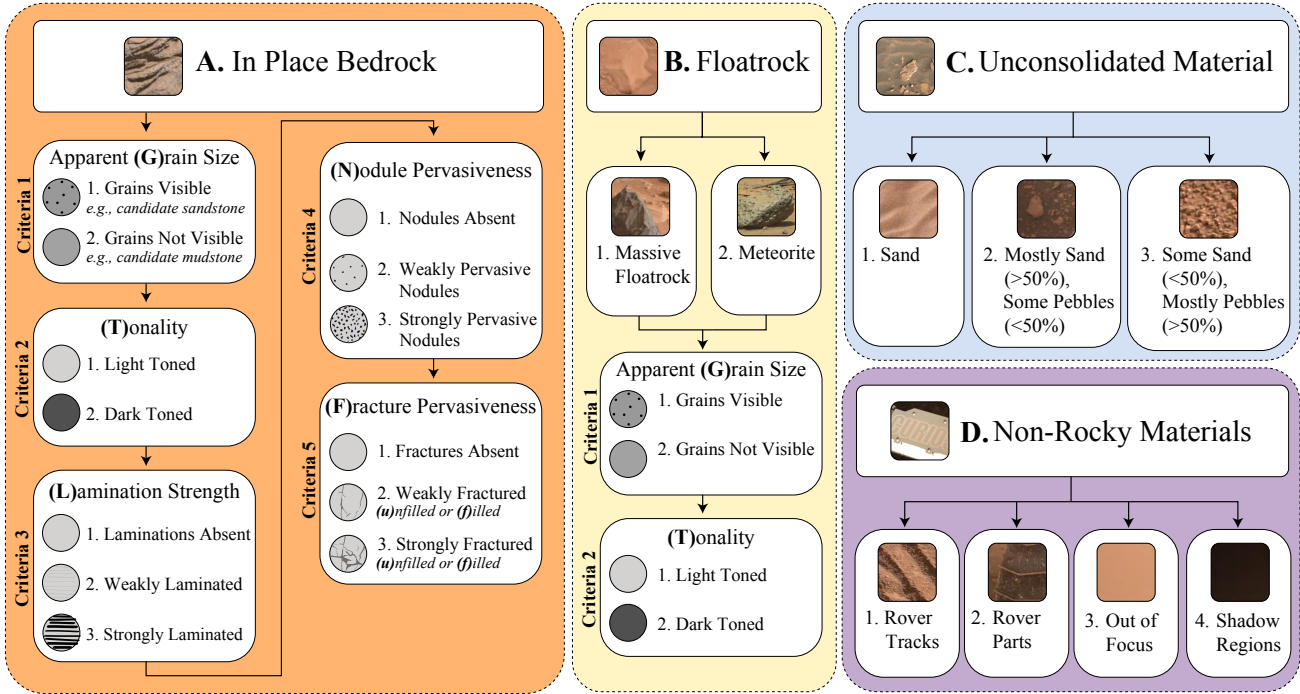 A. In Place Bedrock
Criteria 1
Apparent (G)rain Size
1. Grains Visible
e.g., candidate sandstone
2. Grains Not Visible
e.g., candidate mudstone
Criteria 2
(T)onality
1. Light Toned
2. Dark Toned
Criteria 3
(L)amination Strength
1. Laminations Absent
2. Weakly Laminated
3. Strongly Laminated
Criteria 4
(N)odule Pervasiveness
1. Nodules Absent
2. Weakly Pervasive
Nodules
3. Strongly Pervasive
Nodules
Criteria 5
(F)racture Pervasiveness
1. Fractures Absent
2. Weakly Fractured
(u)nfilled or (f)illed
3. Strongly Fractured
(u)nfilled or (f)illed
B. Floatrock
1. Massive
Floatrock
2. Meteorite
Criteria 1
Apparent (G)rain Size
1. Grains Visible
2. Grains Not Visible
Criteria 2
(T)onality
1. Light Toned
2. Dark Toned
C. Unconsolidated Material
1. Sand
2. Mostly Sand
(>50%),
Some Pebbles
(<50%)
3. Some Sand
(<50%),
Mostly Pebbles
(>50%)
CURIO
D. Non-Rocky Materials
1. Rover
Tracks
2. Rover
Parts
3. Out of
Focus
4. Shadow
Regions